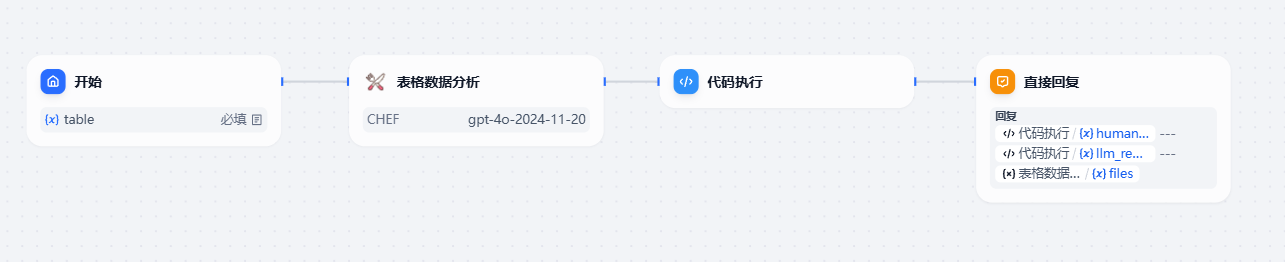 开始
{x} table 必填
表格数据分析
CHEF gpt-4o-2024-11-20
代码执行
直接回复
回复
代码执行 / {x} human... ---
代码执行 / {x} llm_re... ---
{x} 表格数据... / {x} files